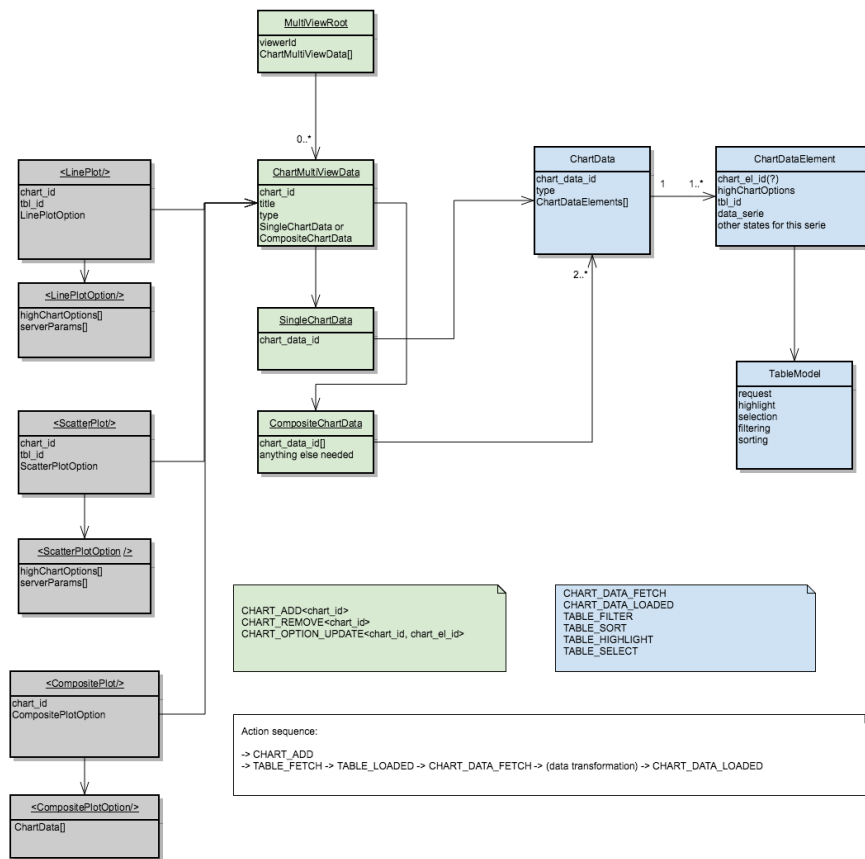 MultiViewRoot
viewerId
ChartMultiViewData[]
0..*
<LinePlot/>
chart_id
tbl_id
LinePlotOption
ChartMultiViewData
chart_id
title
type
SingleChartData or
CompositeChartData
ChartData
chart_data_id
type
ChartDataElements[]
1
1..*
ChartDataElement
chart_el_id(?)
highChartOptions
tbl_id
data_serie
other states for this serie
2..*
<LinePlotOption/>
highChartOptions[]
serverParams[]
SingleChartData
chart_data_id
TableModel
request
highlight
selection
filtering
sorting
<ScatterPlot/>
chart_id
tbl_id
ScatterPlotOption
CompositeChartData
chart_data_id[]
anything else needed
<ScatterPlotOption />
highChartOptions[]
serverParams[]
CHART_ADD<chart_id>
CHART_REMOVE<chart_id>
CHART_OPTION_UPDATE<chart_id, chart_el_id>
CHART_DATA_FETCH
CHART_DATA_LOADED
TABLE_FILTER
TABLE_SORT
TABLE_HIGHLIGHT
TABLE_SELECT
<CompositePlot/>
chart_id
CompositePlotOption
Action sequence:
-> CHART_ADD
-> TABLE_FETCH -> TABLE_LOADED -> CHART_DATA_FETCH -> (data transformation) -> CHART_DATA_LOADED
<CompositePlotOption/>
ChartData[]